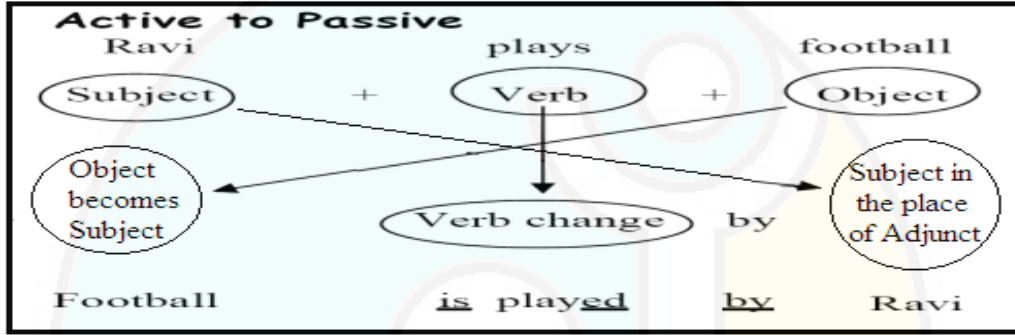 Active to Passive
Ravi plays football
Subject + Verb + Object
Object
becomes
Subject
Verb change by
Subject in
the place
of Adjunct
Football is played by Ravi